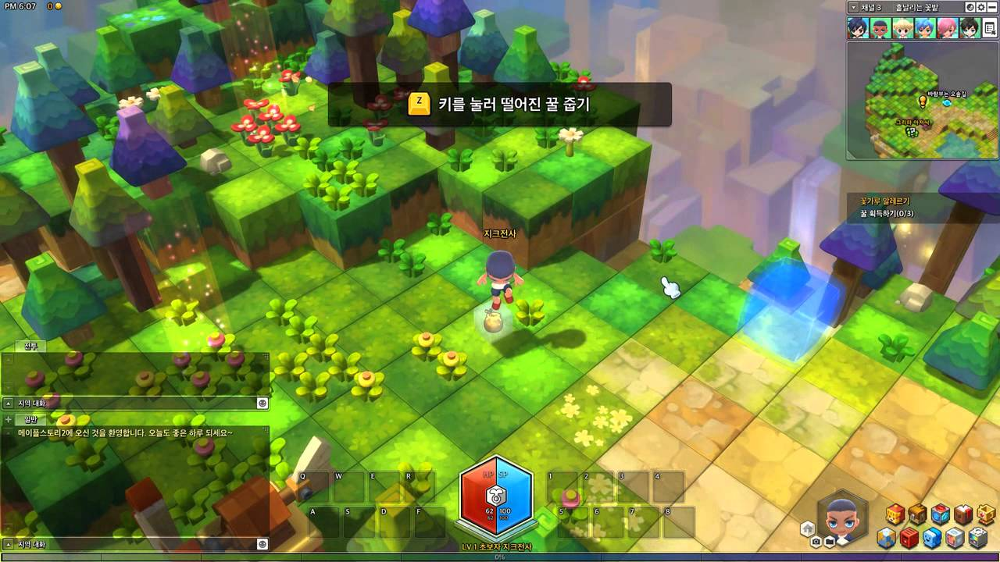 PM 6:07 0
채널 3 흩날리는 꽃밭
Z 키를 눌러 떨어진 꿀 줍기
바람부는 오솔길
그리파 아저씨
꽃가루 알레르기
꿀 획득하기(0/3)
지크전사
전투
지역 대화
일반
메이플스토리2에 오신 것을 환영합니다. 오늘도 좋은 하루 되세요~
지역 대화
Q W E R
A S D F
HP SP
62 100
62 100
1 2 3 4
5 6 7 8
LV 1 초보자 지크전사
0%